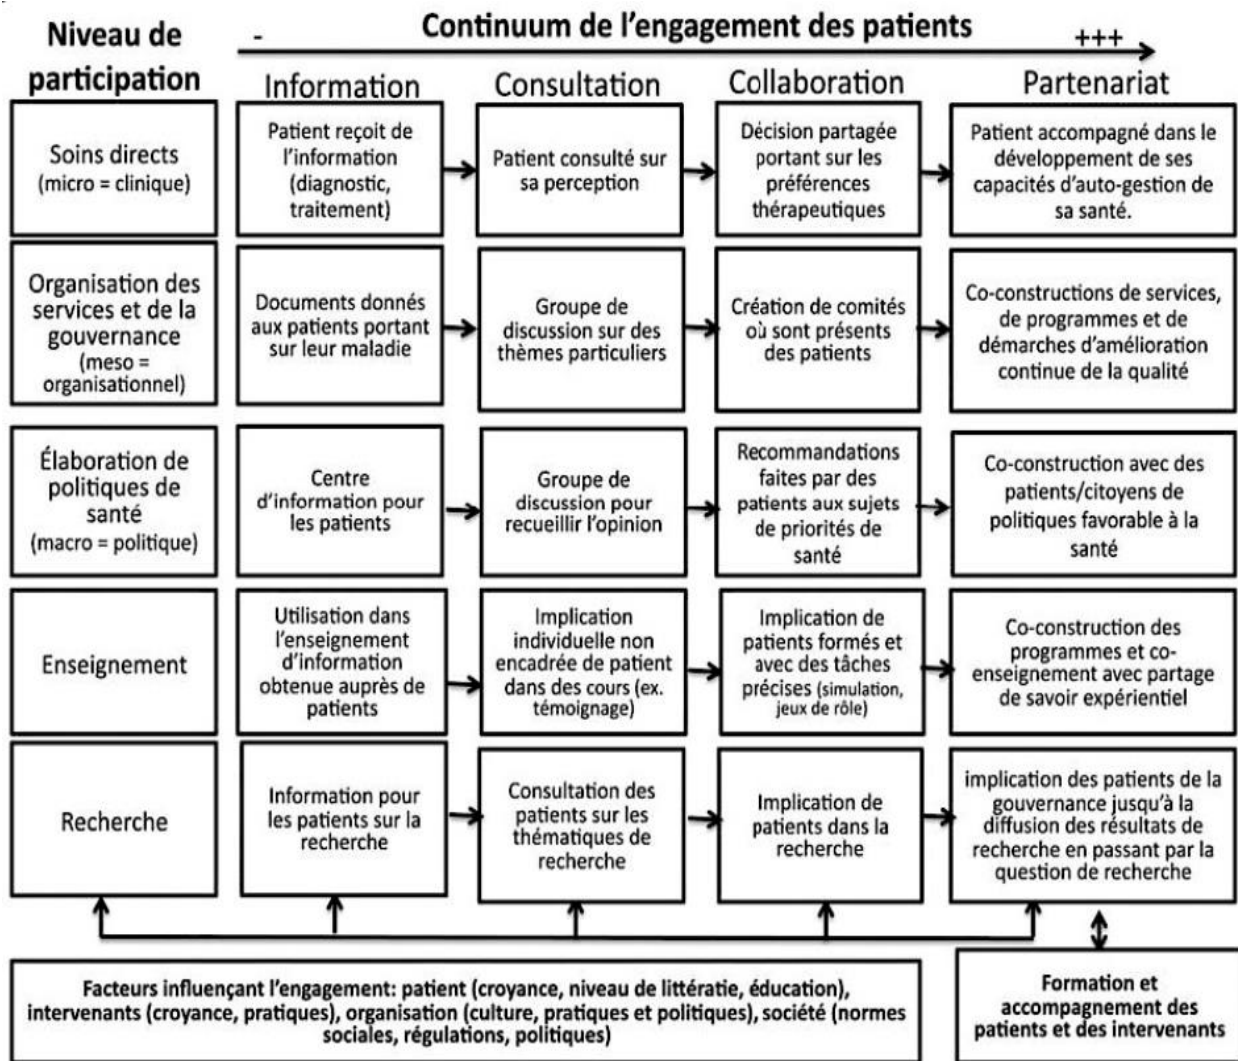 Niveau de
participation
Continuum de l'engagement des patients
-
+++
Information
Consultation
Collaboration
Partenariat
Soins directs
(micro = clinique)
Patient reçoit de
l'information
(diagnostic,
traitement)
Patient consulté sur
sa perception
Décision partagée
portant sur les
préférences
thérapeutiques
Patient accompagné dans le
développement de ses
capacités d'auto-gestion de
sa santé.
Organisation des
services et de la
gouvernance
(meso =
organisationnel)
Documents donnés
aux patients portant
sur leur maladie
Groupe de
discussion sur des
thèmes particuliers
Création de comités
où sont présents
des patients
Co-constructions de services,
de programmes et de
démarches d'amélioration
continue de la qualité
Élaboration de
politiques de
santé
(macro = politique)
Centre
d'information pour
les patients
Groupe de
discussion pour
recueillir l'opinion
Recommandations
faites par des
patients aux sujets
de priorités de
santé
Co-construction avec des
patients/citoyens de
politiques favorable à la
santé
Enseignement
Utilisation dans
l'enseignement
d'information
obtenue auprès de
patients
Implication
individuelle non
encadrée de patient
dans des cours (ex.
témoignage)
Implication de
patients formés et
avec des tâches
précises (simulation,
jeux de rôle)
Co-construction des
programmes et co-
enseignement avec partage
de savoir expérientiel
Recherche
Information pour
les patients sur la
recherche
Consultation des
patients sur les
thématiques de
recherche
Implication de
patients dans la
recherche
implication des patients de la
gouvernance jusqu'à la
diffusion des résultats de
recherche en passant par la
question de recherche
Facteurs influençant l'engagement: patient (croyance, niveau de littératie, éducation),
intervenants (croyance, pratiques), organisation (culture, pratiques et politiques), société (normes
sociales, régulations, politiques)
Formation et
accompagnement des
patients et des intervenants